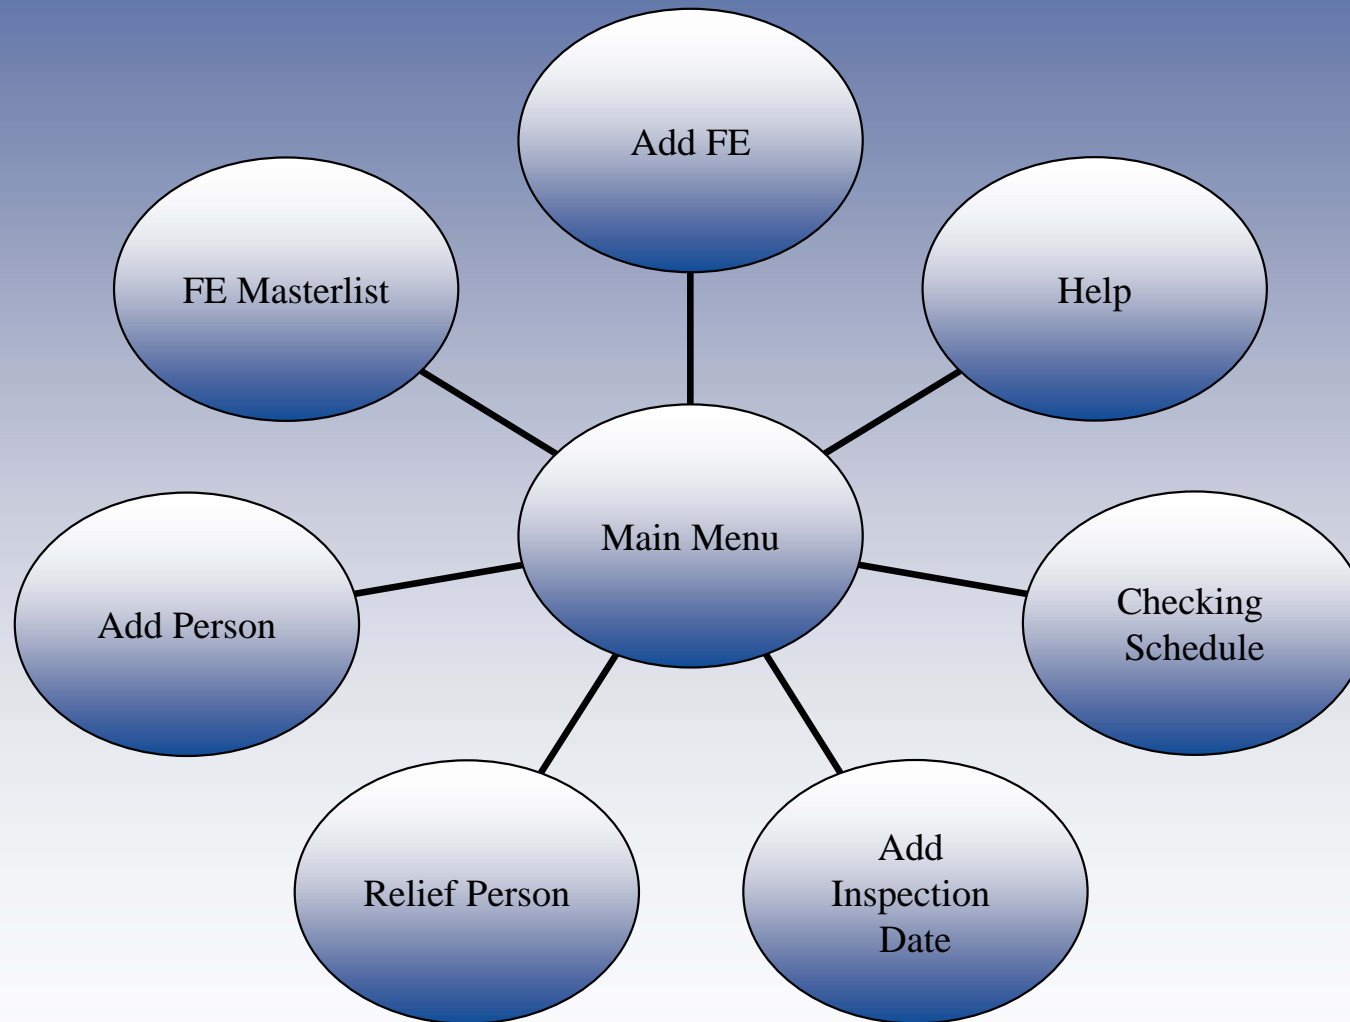 Add FE
FE Masterlist
Help
Main Menu
Checking
Schedule
Add Person
Relief Person
Add
Inspection
Date